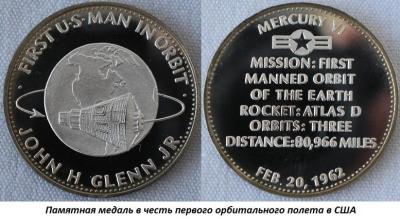 FIRST U·S·MAN IN ORBIT
JOHN H GLENN JR.
MERCURY VI
MISSION: FIRST
MANNED ORBIT
OF THE EARTH
ROCKET: ATLAS D
ORBITS: THREE
DISTANCE: 80,966 MILES
FEB. 20, 1962
Памятная медаль в честь первого орбитального полета в США